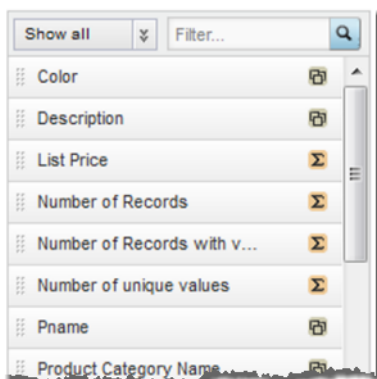 Show all Filter...
Color
Description
List Price Σ
Number of Records Σ
Number of Records with v... Σ
Number of unique values Σ
Pname
Product Category Name